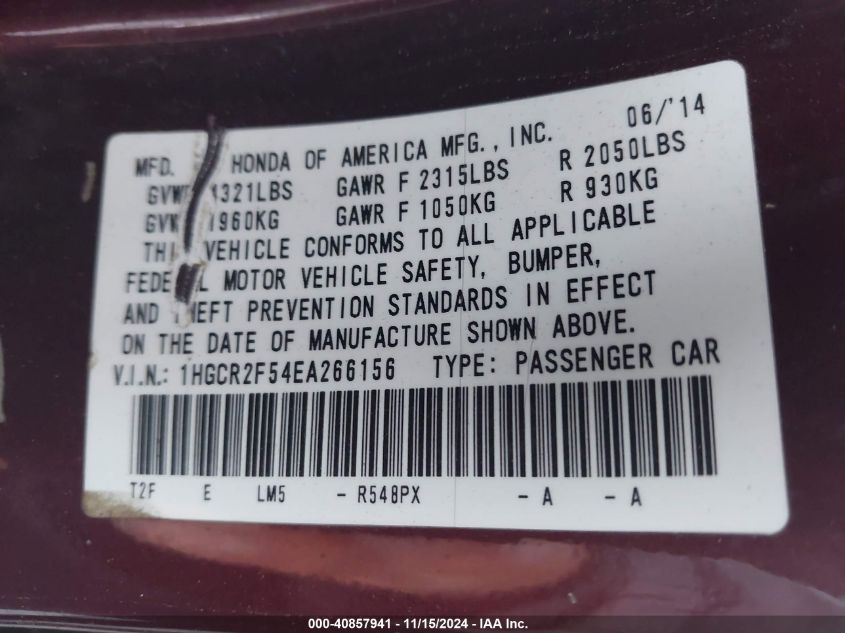 06/'14
MFD. HONDA OF AMERICA MFG., INC.
1321LBS GAWR F 2315LBS R 2050LBS
1960KG GAWR F 1050KG R 930KG
VEHICLE CONFORMS TO ALL APPLICABLE
MOTOR VEHICLE SAFETY, BUMPER,
AND PREVENTION STANDARDS IN EFFECT
ON THE DATE OF MANUFACTURE SHOWN ABOVE.
V.I.N.: 1HGCR2F54EA266156 TYPE: PASSENGER CAR
T2F E LM5 - R548PX - A - A
000-40857941 - 11/15/2024 - IAA Inc.